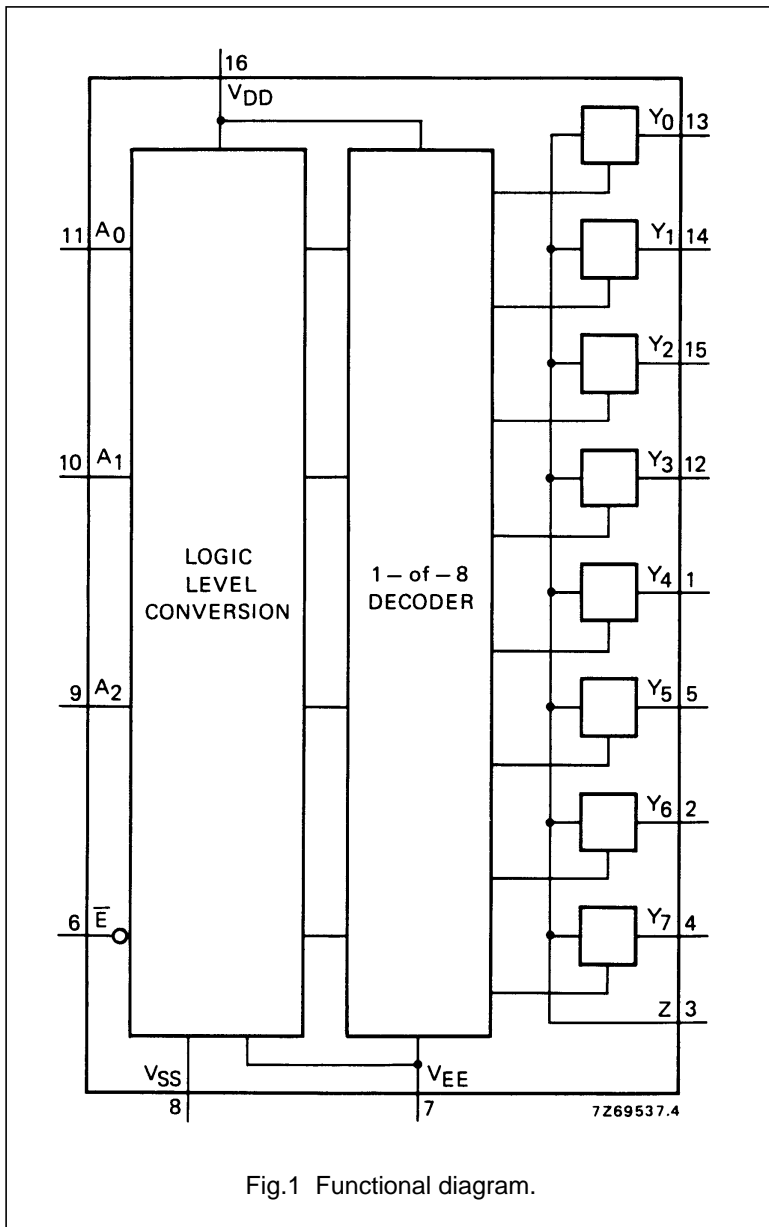 16
VDD
Y0 13
11 A0
Y1 14
Y2 15
10 A1
Y3 12
LOGIC
LEVEL
CONVERSION
1 – of – 8
DECODER
Y4 1
9 A2
Y5 5
Y6 2
6 E̅
Y7 4
Z 3
VSS
VEE
8
7
7Z69537.4
Fig.1 Functional diagram.